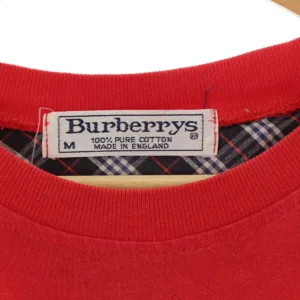 Burberrys
M 100% PURE COTTON ®
MADE IN ENGLAND